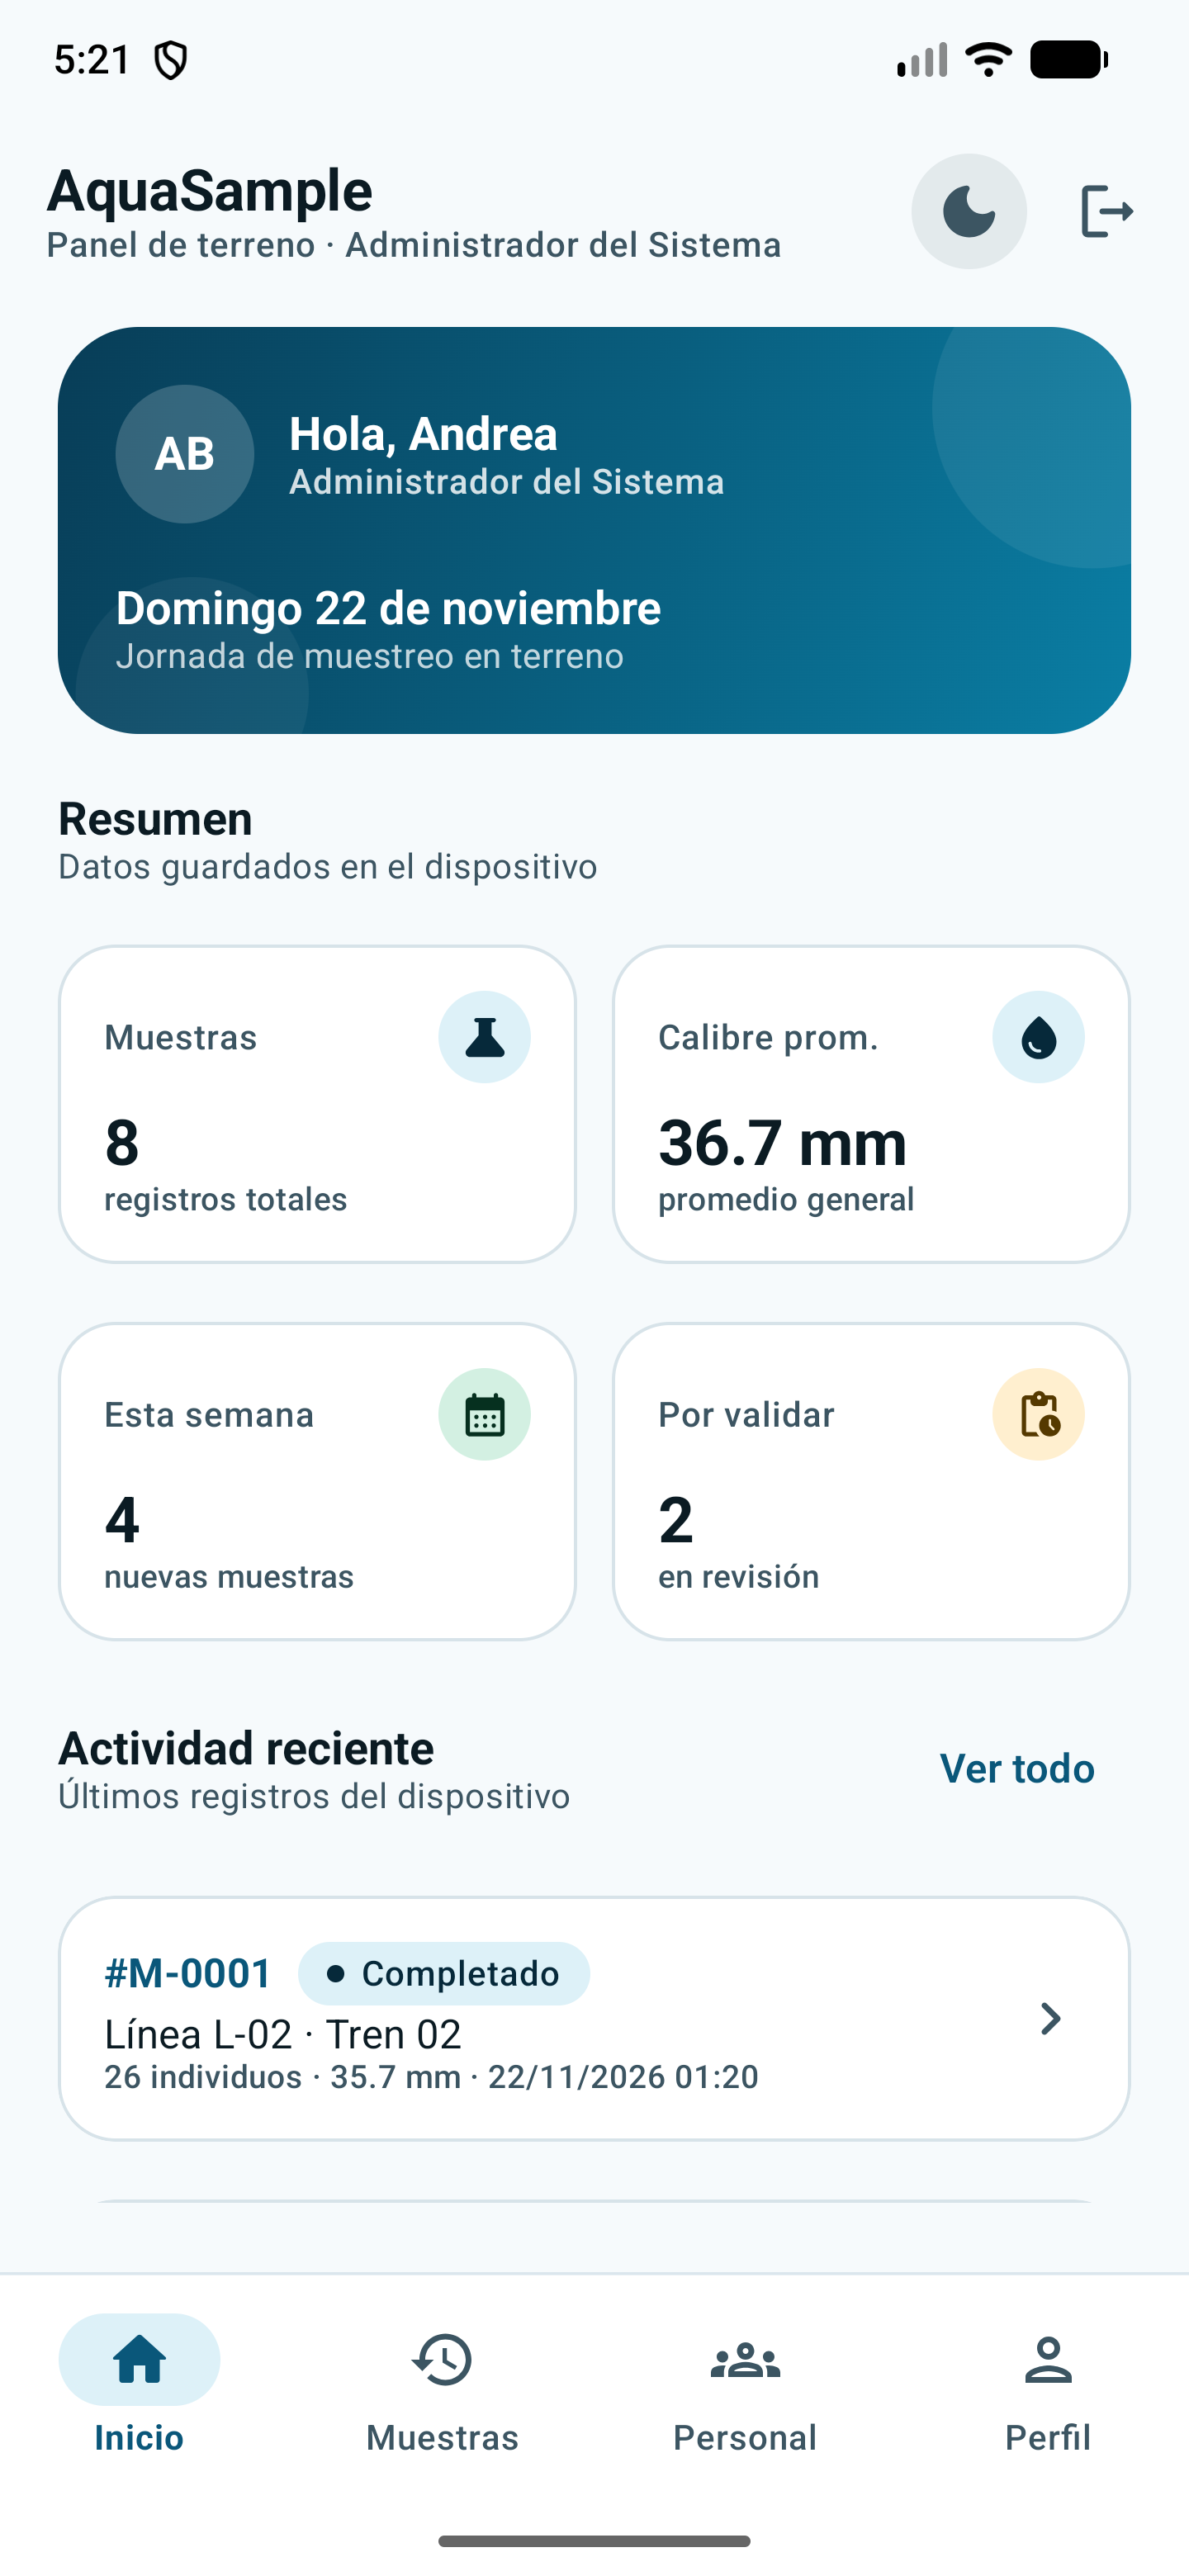 5:21
AquaSample
Panel de terreno · Administrador del Sistema
AB
Hola, Andrea
Administrador del Sistema
Domingo 22 de noviembre
Jornada de muestreo en terreno
Resumen
Datos guardados en el dispositivo
Muestras
8
registros totales
Calibre prom.
36.7 mm
promedio general
Esta semana
4
nuevas muestras
Por validar
2
en revisión
Actividad reciente
Últimos registros del dispositivo
Ver todo
#M-0001
Completado
Línea L-02 · Tren 02
26 individuos · 35.7 mm · 22/11/2026 01:20
Inicio
Muestras
Personal
Perfil